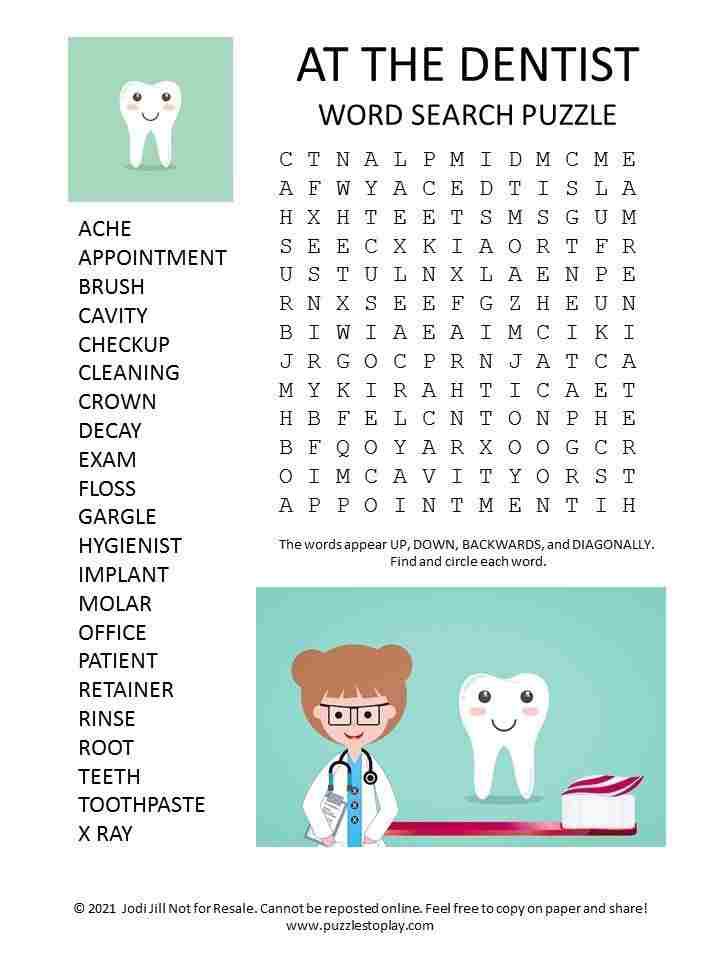 AT THE DENTIST
WORD SEARCH PUZZLE
C T N A L P M I D M C M E
A F W Y A C E D T I S L A
H X H T E E T S M S G U M
S E E C X K I A O R T F R
U S T U L N X L A E N P E
R N X S E E F G Z H E U N
B I W I A E A I M C I K I
J R G O C P R N J A T C A
M Y K I R A H T I C A E T
H B F E L C N T O N P H E
B F Q O Y A R X O O G C R
O I M C A V I T Y O R S T
A P P O I N T M E N T I H
ACHE
APPOINTMENT
BRUSH
CAVITY
CHECKUP
CLEANING
CROWN
DECAY
EXAM
FLOSS
GARGLE
HYGIENIST
IMPLANT
MOLAR
OFFICE
PATIENT
RETAINER
RINSE
ROOT
TEETH
TOOTHPASTE
X RAY
The words appear UP, DOWN, BACKWARDS, and DIAGONALLY.
Find and circle each word.
© 2021 Jodi Jill Not for Resale. Cannot be reposted online. Feel free to copy on paper and share!
www.puzzlestoplay.com